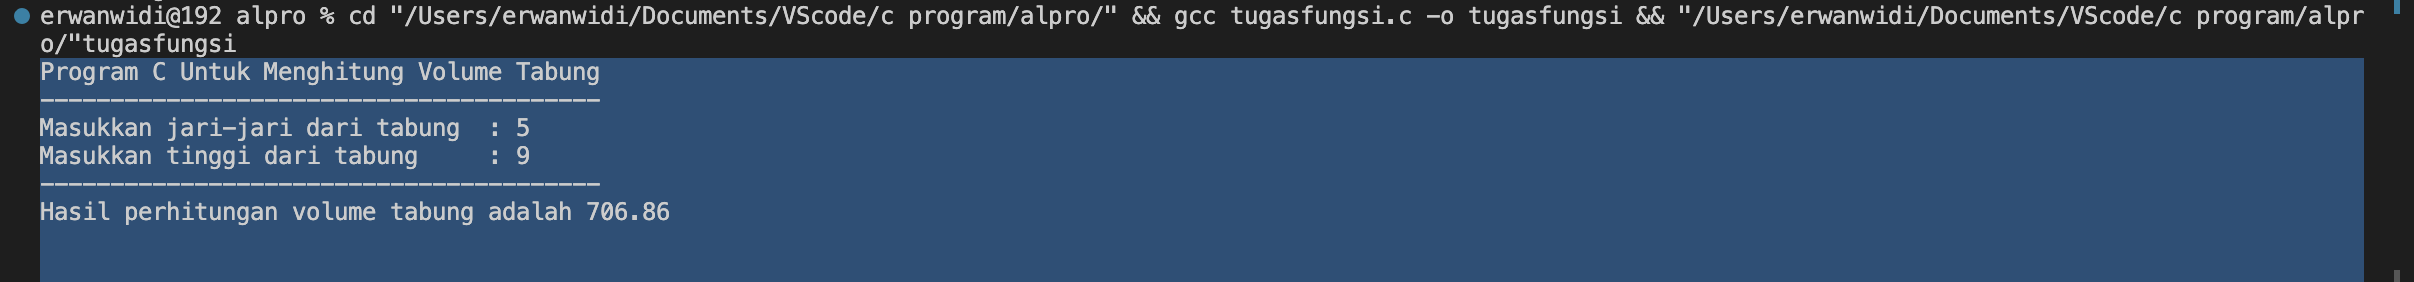 erwanwidi@192 alpro % cd "/Users/erwanwidi/Documents/VScode/c program/alpro/" && gcc tugasfungsi.c -o tugasfungsi && "/Users/erwanwidi/Documents/VScode/c program/alpr
o/"tugasfungsi
Program C Untuk Menghitung Volume Tabung
----------------------------------------
Masukkan jari-jari dari tabung  : 5
Masukkan tinggi dari tabung     : 9
----------------------------------------
Hasil perhitungan volume tabung adalah 706.86